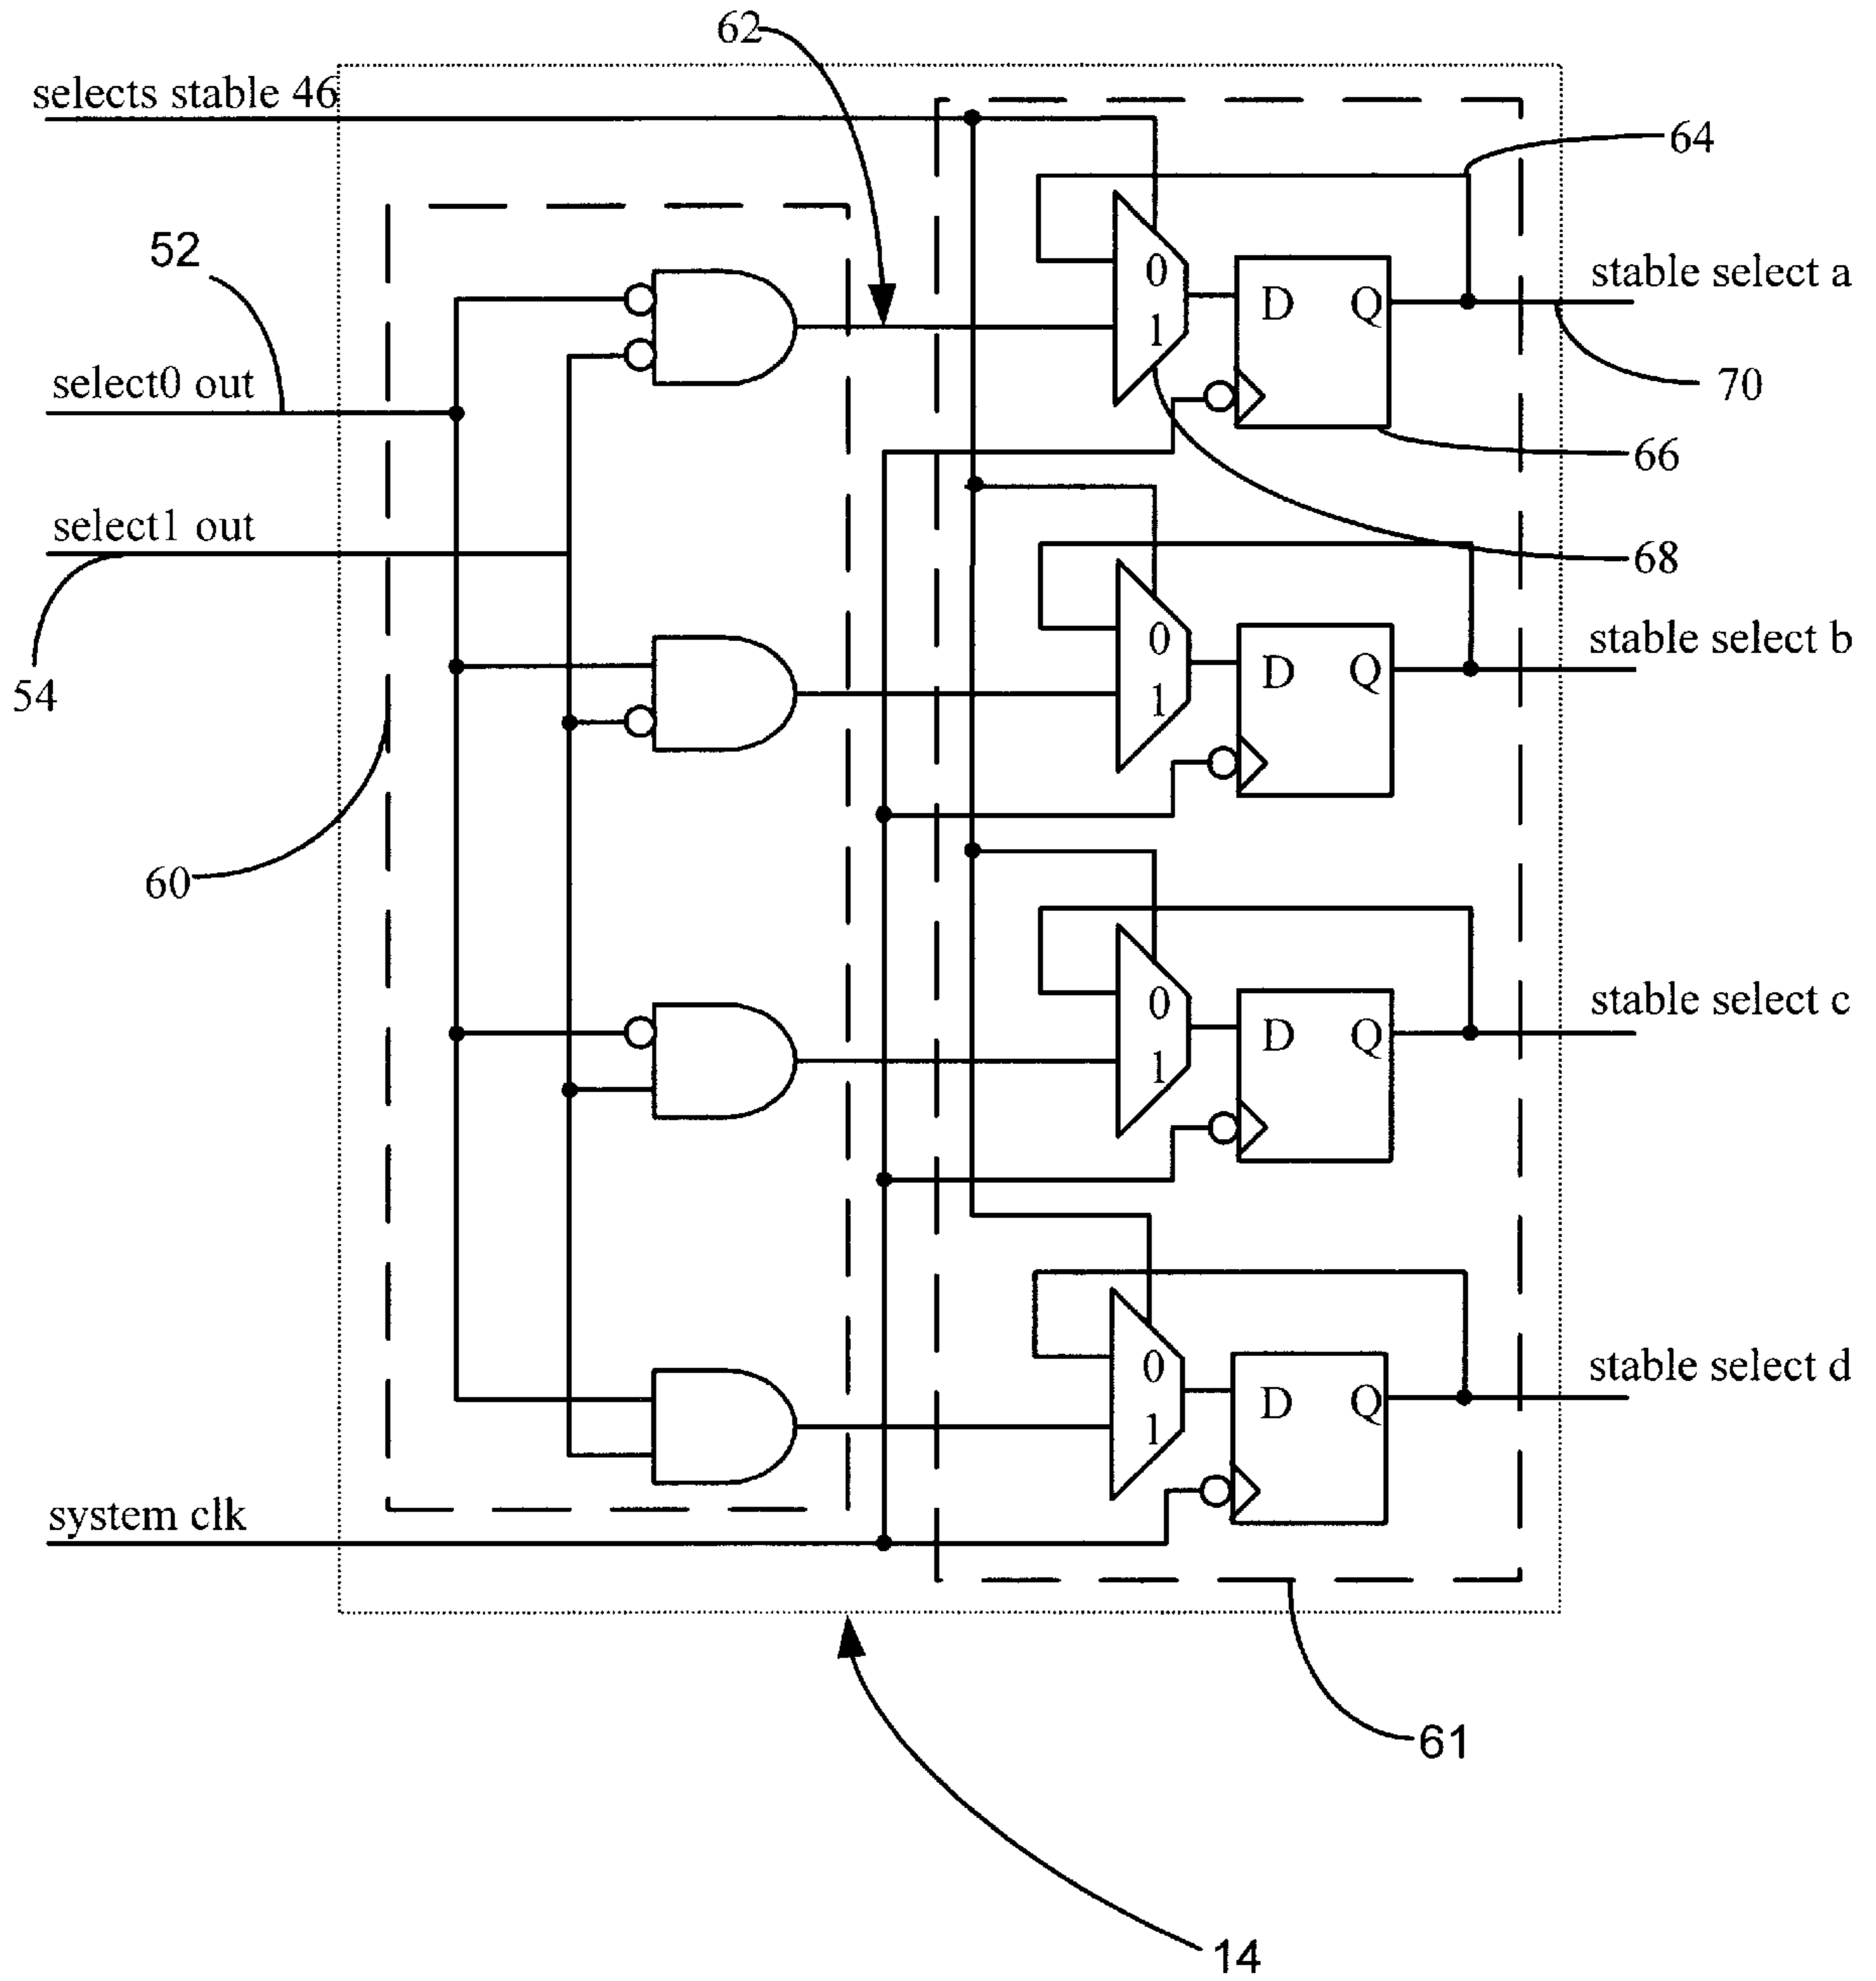 62
selects stable 46
64
52
0
stable select a
D Q
1
select0 out
70
66
select1 out
68
0
stable select b
D Q
54
1
60
0
stable select c
D Q
1
0
stable select d
D Q
1
system clk
61
14